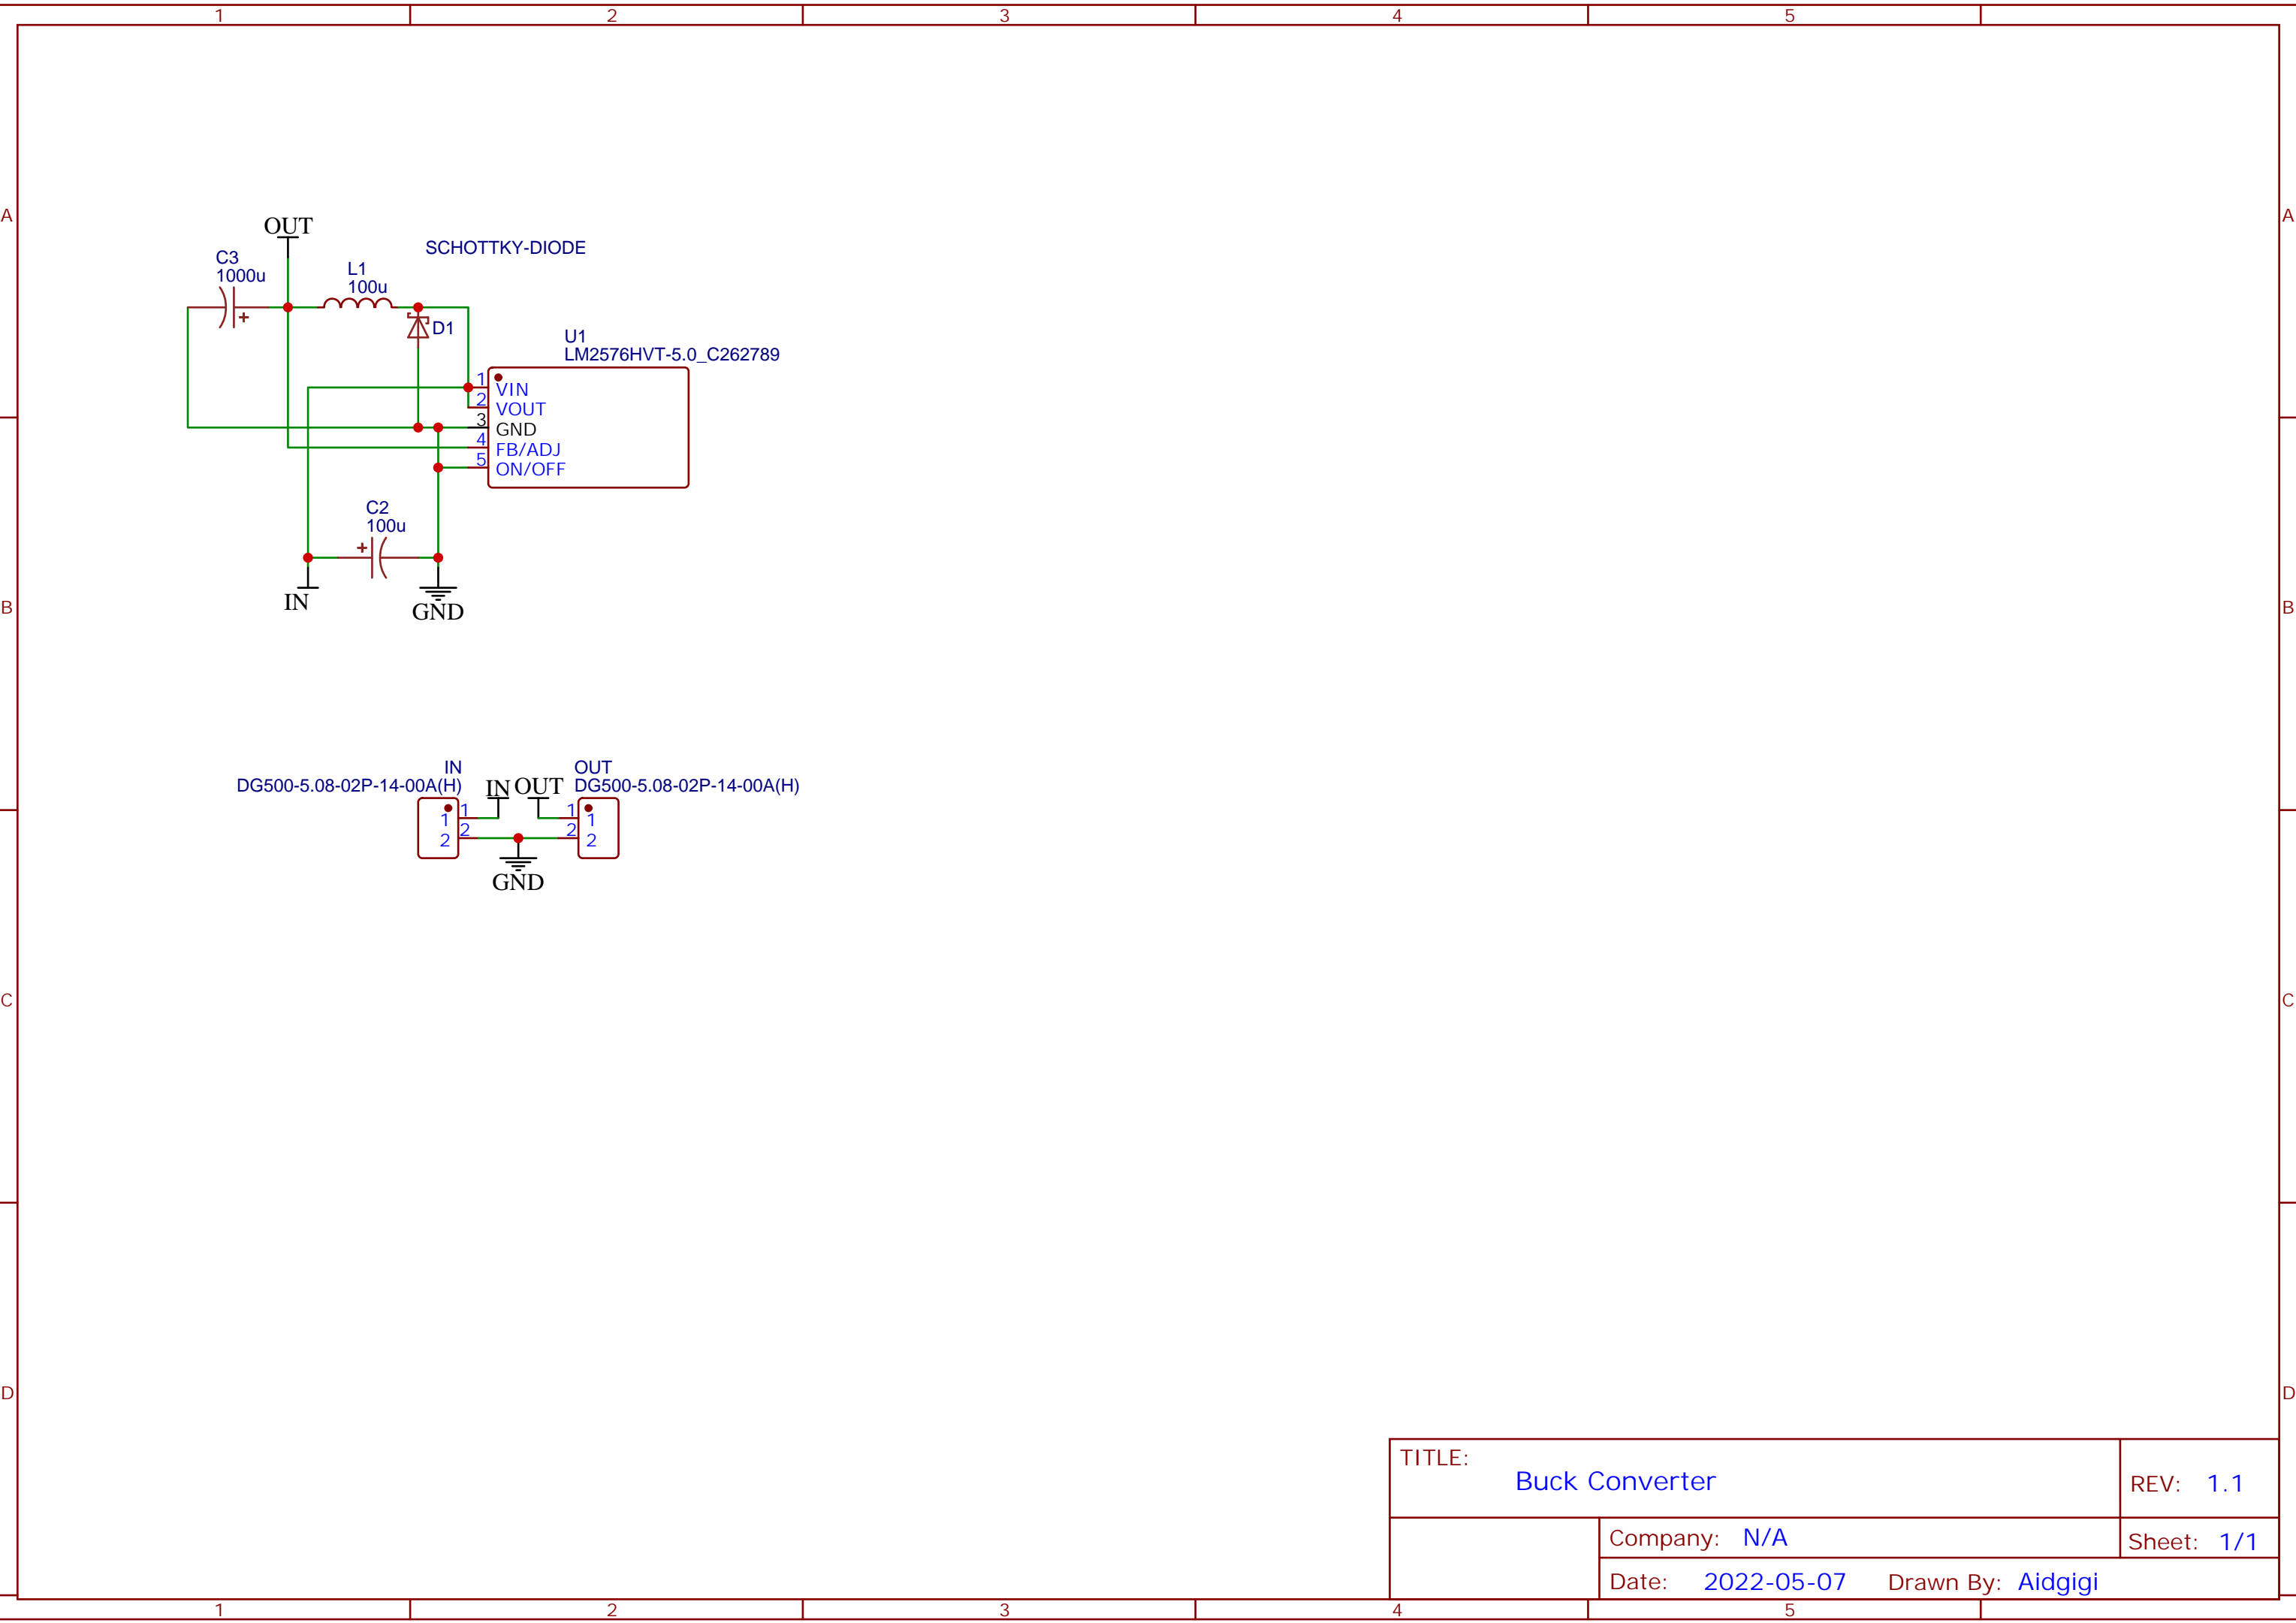 1 2 3 4 5
A A
OUT
SCHOTTKY-DIODE
C3
1000u
L1
100u
+
D1
U1
LM2576HVT-5.0_C262789
1 VIN
2 VOUT
3 GND
4 FB/ADJ
5 ON/OFF
C2
100u
+
IN
GND
B B
IN
DG500-5.08-02P-14-00A(H)
IN OUT
OUT
DG500-5.08-02P-14-00A(H)
1 1 1 1
2 2 2 2
GND
C C
D D
TITLE:
Buck Converter
REV: 1.1
Company: N/A
Sheet: 1/1
Date: 2022-05-07 Drawn By: Aidgigi
1 2 3 4 5